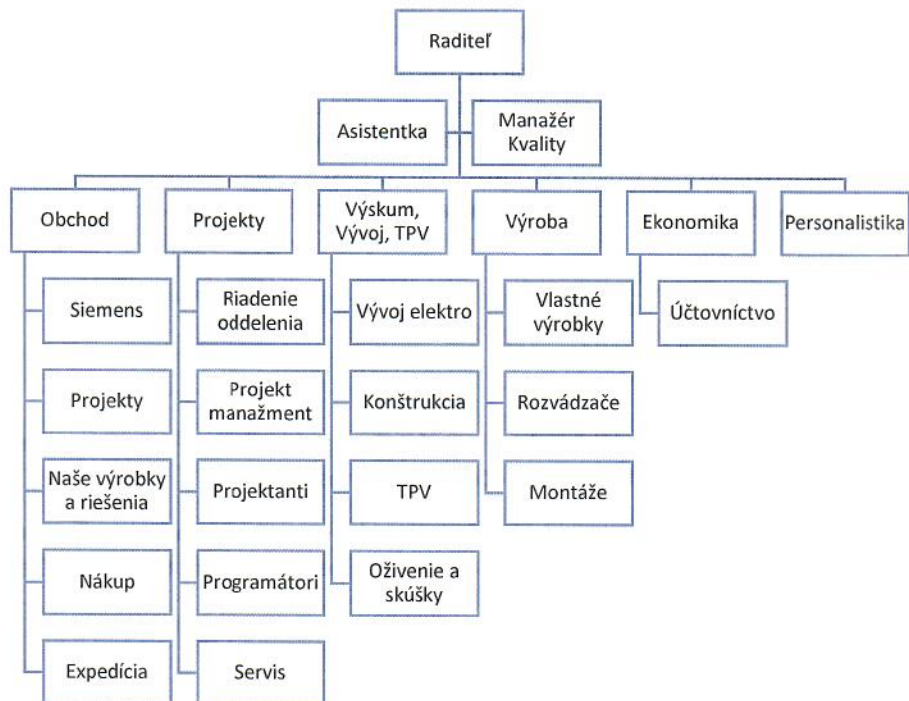 Raditeľ
Asistentka
Manažér
Kvality
Obchod
Projekty
Výskum,
Vývoj, TPV
Výroba
Ekonomika
Personalistika
Siemens
Riadenie
oddelenia
Vývoj elektro
Vlastné
výrobky
Účtovníctvo
Projekty
Projekt
manažment
Konštrukcia
Rozvádzače
Naše výrobky
a riešenia
Projektanti
TPV
Montáže
Nákup
Programátori
Oživenie a
skúšky
Expedícia
Servis